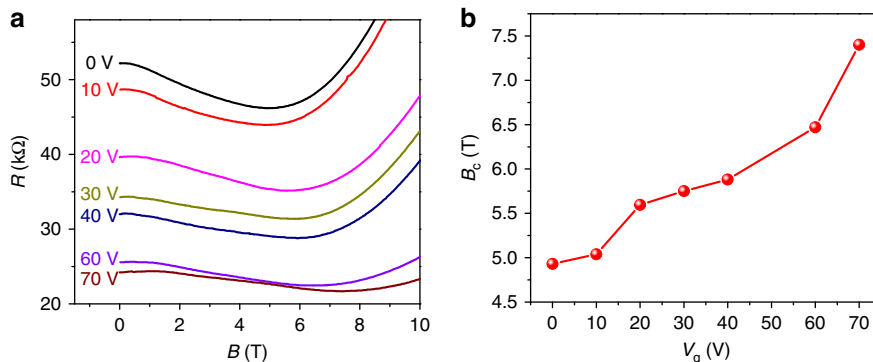 a
0 V
10 V
20 V
30 V
40 V
60 V
70 V
50
40
30
20
R (kΩ)
0 2 4 6 8 10
B (T)
b
7.5
7.0
6.5
6.0
5.5
5.0
4.5
Bc (T)
0 10 20 30 40 50 60 70
Vg (V)